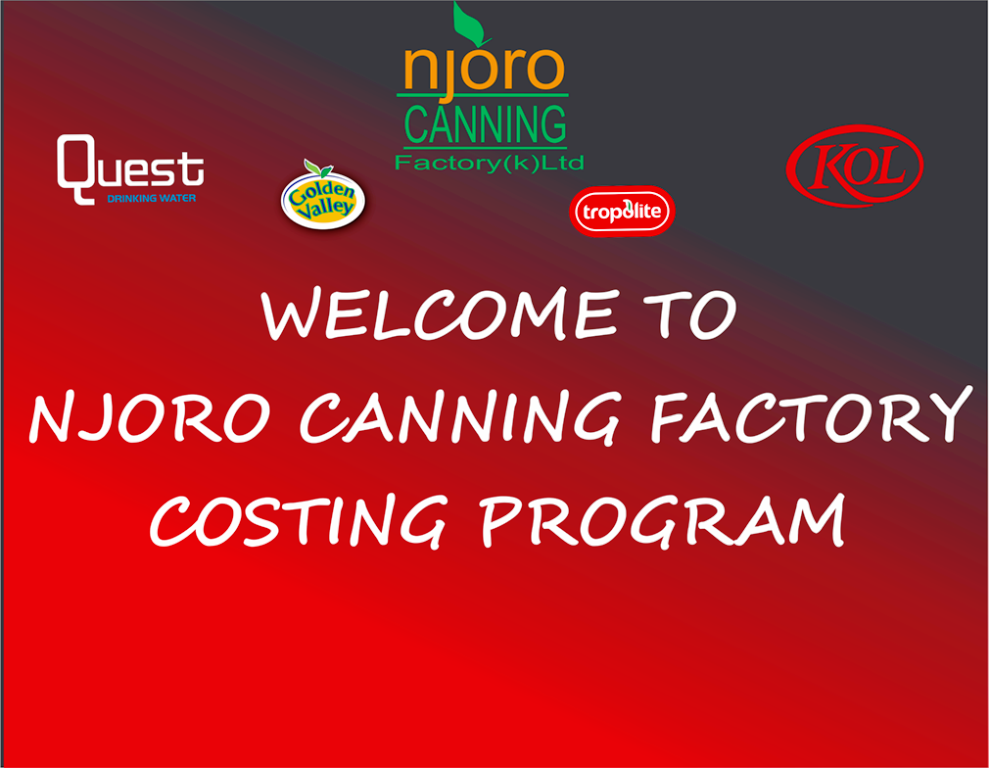 njoro
CANNING
Factory(k)Ltd
Quest
DRINKING WATER
Golden
Valley
tropolite
KOL
WELCOME TO
NJORO CANNING FACTORY
COSTING PROGRAM